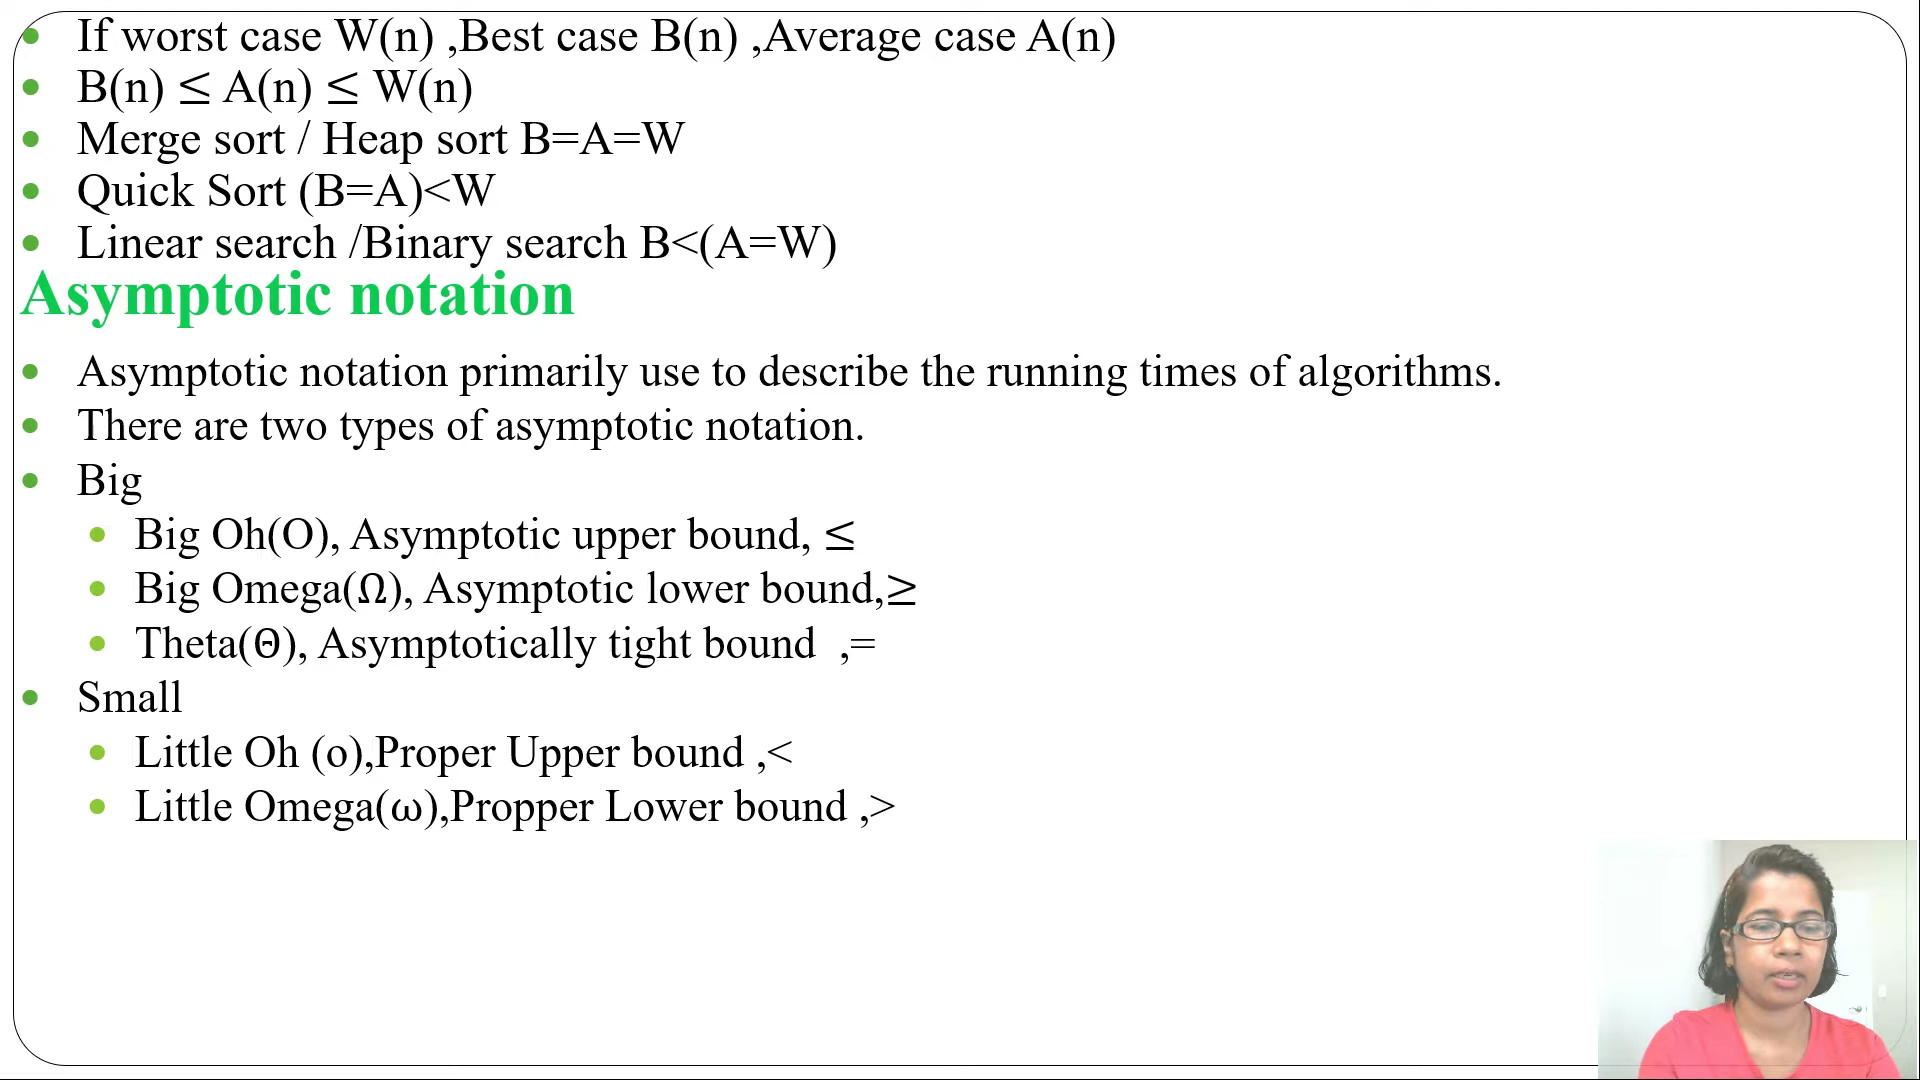 If worst case W(n) ,Best case B(n) ,Average case A(n)
B(n) ≤ A(n) ≤ W(n)
Merge sort / Heap sort B=A=W
Quick Sort (B=A)<W
Linear search /Binary search B<(A=W)
Asymptotic notation
Asymptotic notation primarily use to describe the running times of algorithms.
There are two types of asymptotic notation.
Big
Big Oh(O), Asymptotic upper bound, ≤
Big Omega(Ω), Asymptotic lower bound,≥
Theta(Θ), Asymptotically tight bound ,=
Small
Little Oh (o),Proper Upper bound ,<
Little Omega(ω),Propper Lower bound ,>